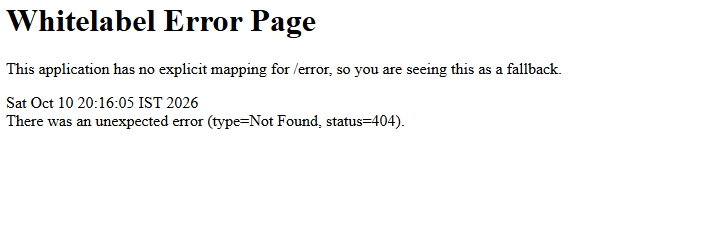 Whitelabel Error Page
This application has no explicit mapping for /error, so you are seeing this as a fallback.
Sat Oct 10 20:16:05 IST 2026
There was an unexpected error (type=Not Found, status=404).